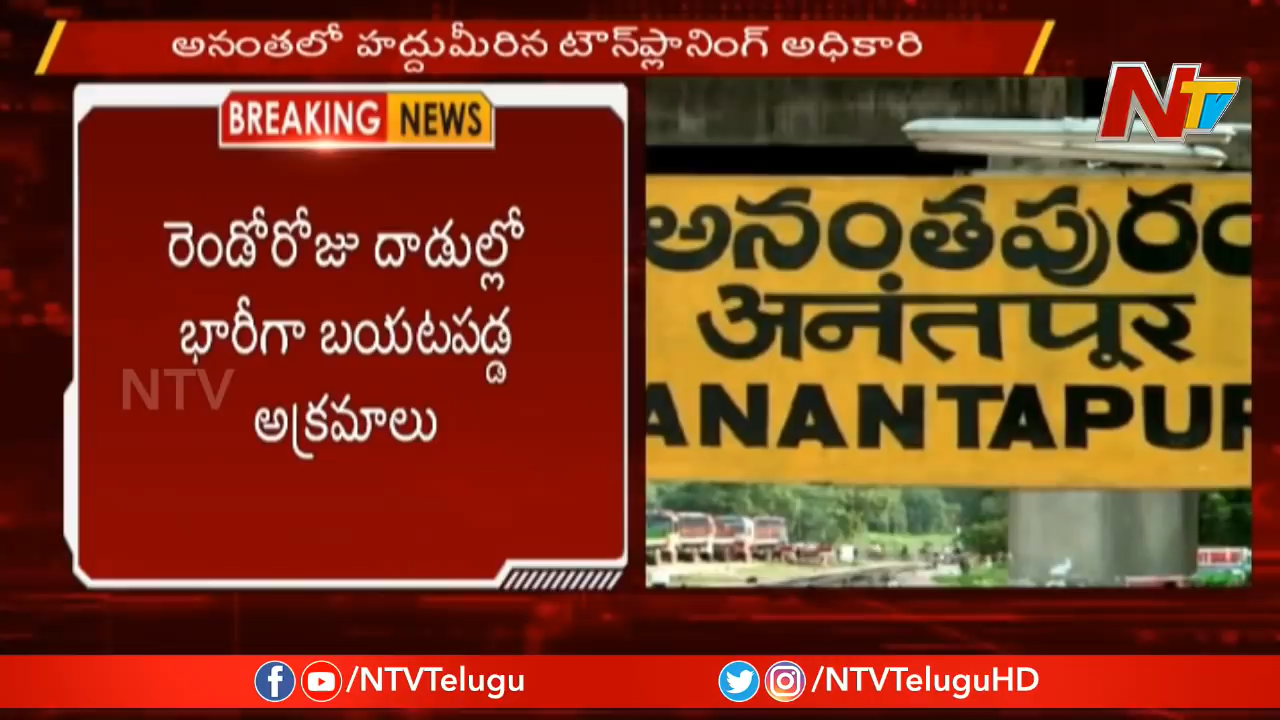 అనంతలో హద్దుమీరిన టౌన్‌ప్లానింగ్ అధికారి
NTV
BREAKING NEWS
రెండోరోజు దాడుల్లో
భారీగా బయటపడ్డ
అక్రమాలు
NTV
అనంతపురం
अनंतपूर
ANANTAPUR
/NTVTelugu
/NTVTeluguHD